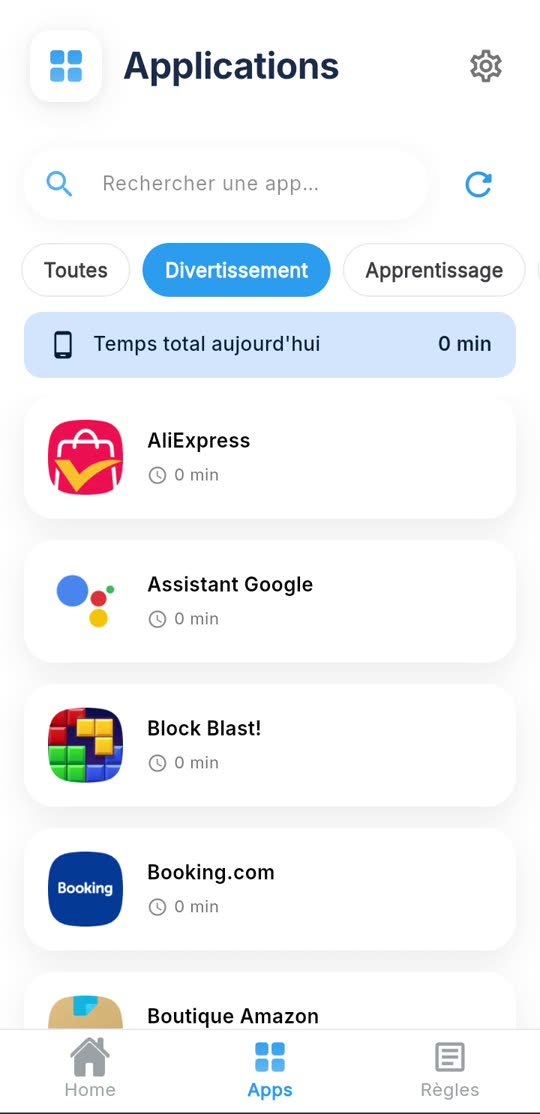 Applications
Rechercher une app...
Toutes
Divertissement
Apprentissage
Temps total aujourd'hui
0 min
AliExpress
0 min
Assistant Google
0 min
Block Blast!
0 min
Booking
Booking.com
0 min
Boutique Amazon
Home
Apps
Règles